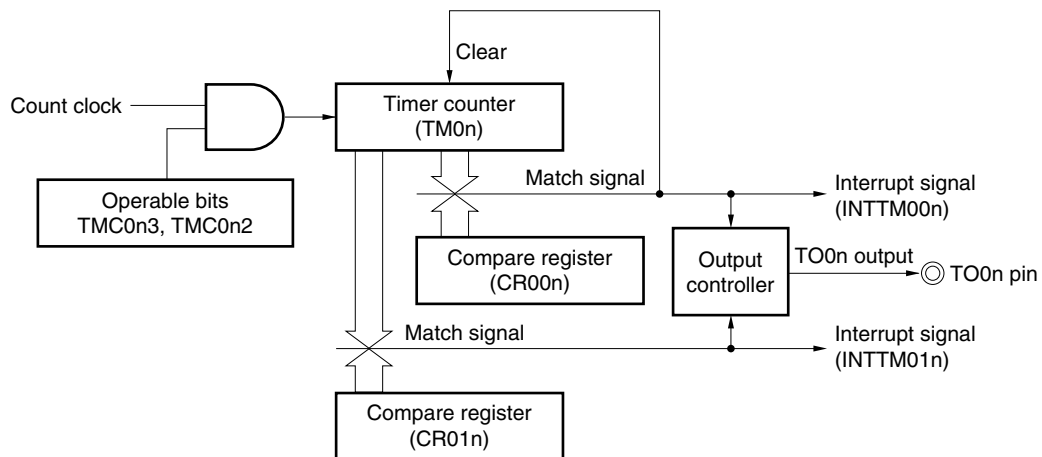 Clear
Count clock
Timer counter
(TM0n)
Operable bits
TMC0n3, TMC0n2
Match signal
Interrupt signal
(INTTM00n)
Compare register
(CR00n)
Output
controller
TO0n output
TO0n pin
Match signal
Interrupt signal
(INTTM01n)
Compare register
(CR01n)